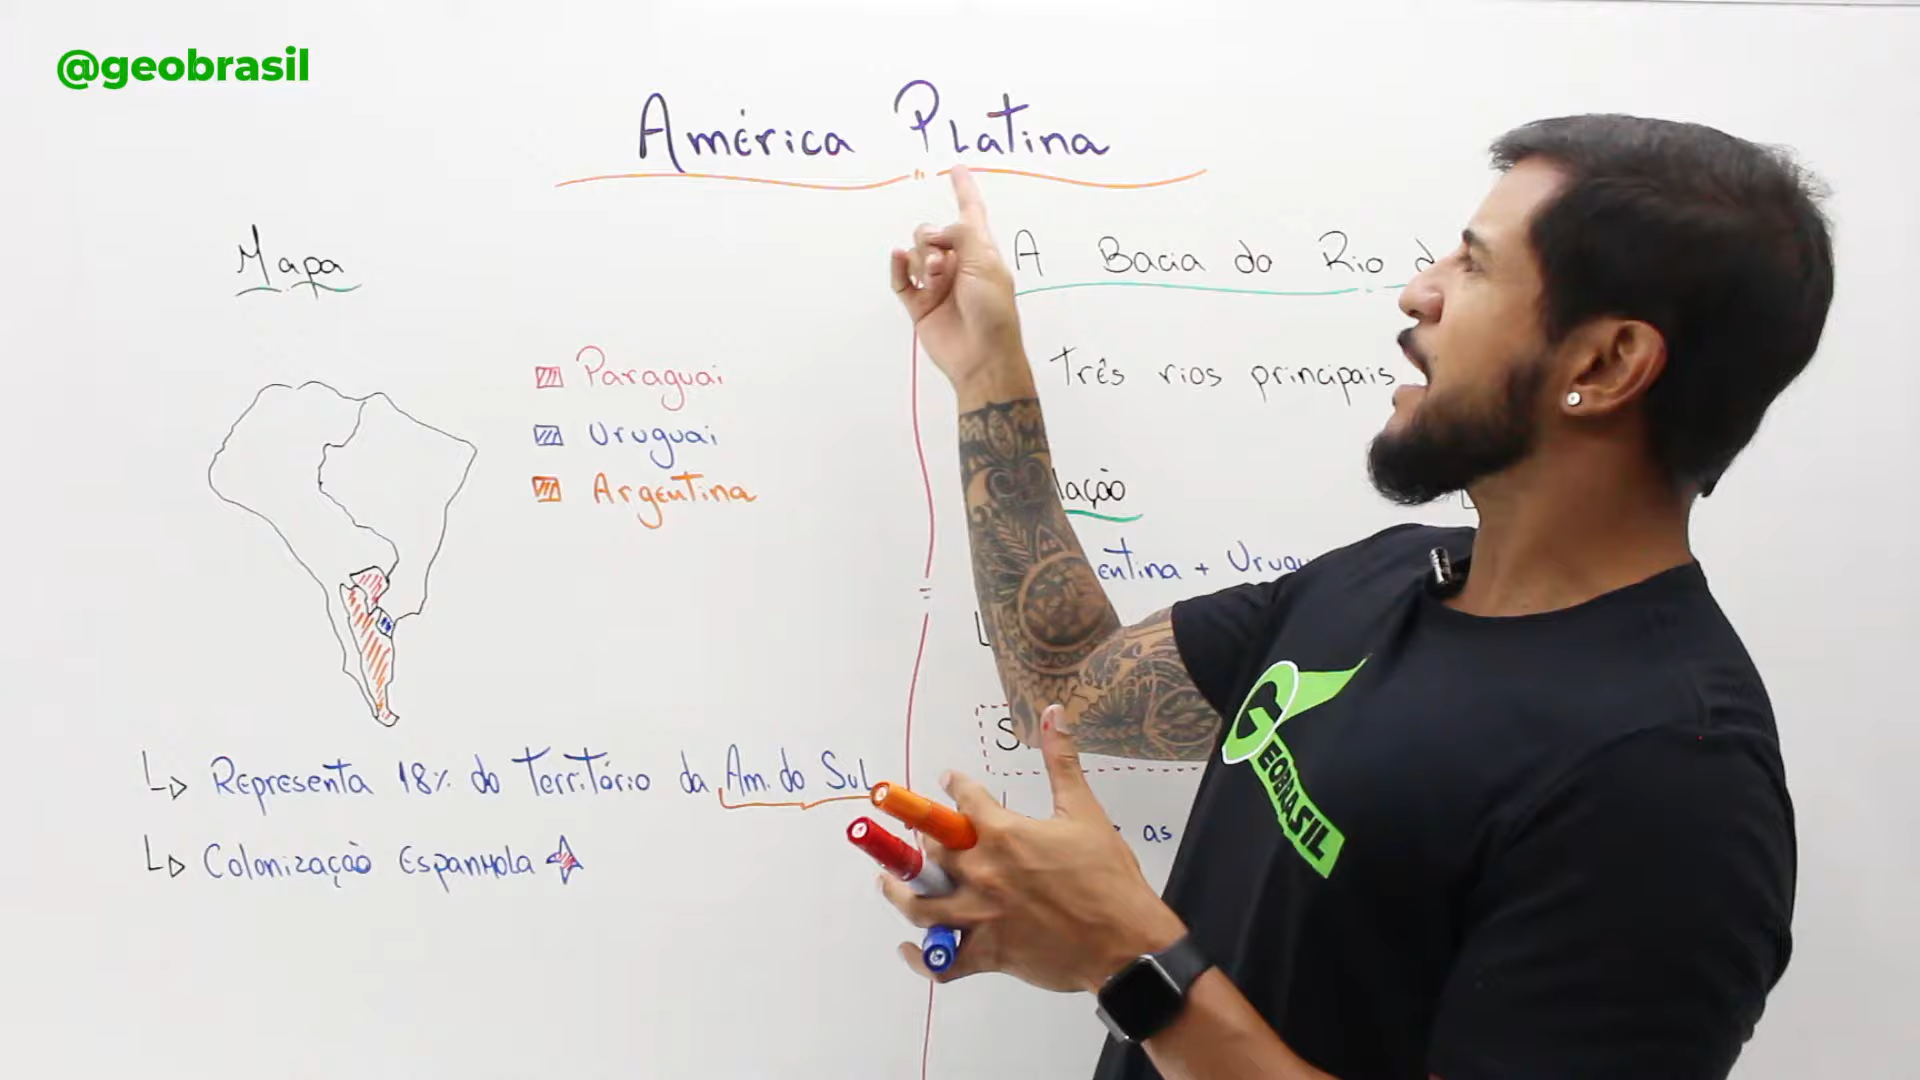 @geobrasil
América Platina
Mapa
Paraguai
Uruguai
Argentina
Representa 18% do território da Am. do Sul
Colonização Espanhola
A Bacia do Rio
Três rios principais
lação
entina + Urugu
as
GEOBRASIL